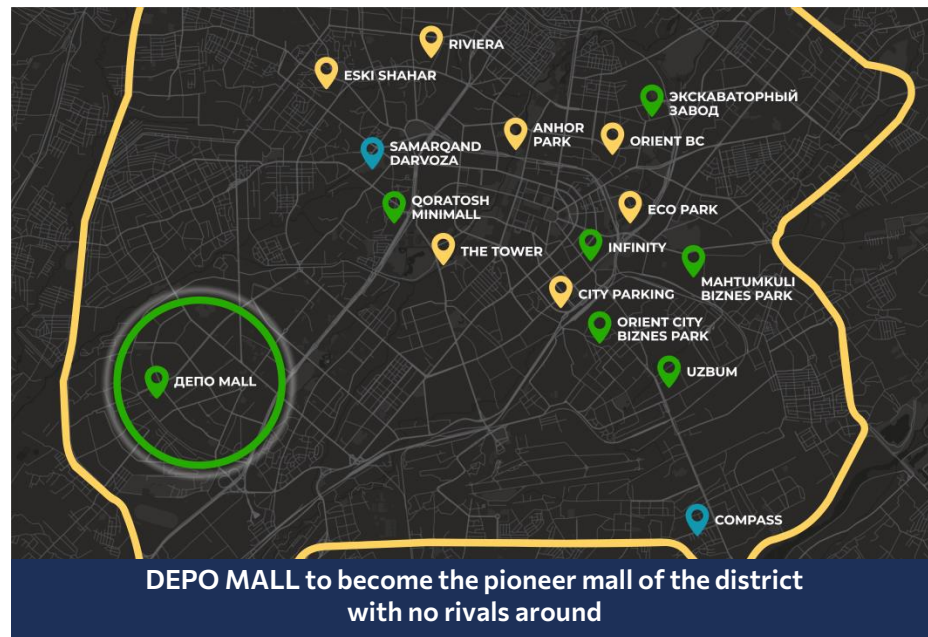 RIVIERA
ESKI SHAHAR
ЭКСКАВАТОРНЫЙ
ЗАВОД
ANHOR
PARK
ORIENT BC
SAMARQAND
DARVOZA
QORATOSH
MINIMALL
ECO PARK
THE TOWER
INFINITY
MAHTUMKULI
BIZNES PARK
CITY PARKING
ORIENT CITY
BIZNES PARK
UZBUM
ДЕПО MALL
COMPASS
DEPO MALL to become the pioneer mall of the district
with no rivals around